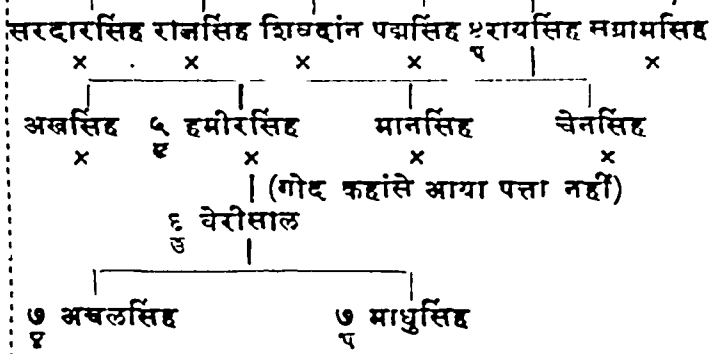 सरदारसिंह राजसिंह शिवदांन पद्मसिंह ४रायसिंह सग्रामसिह
प
× × × × ×
अखसिंह ५ हमीरसिंह मानसिंह चेनसिंह
× × × ×
(गोद कहांसे आया पत्ता नहीं)
६ वेरीसाल
उ
७ अचलसिंह ७ माधुसिंह
प